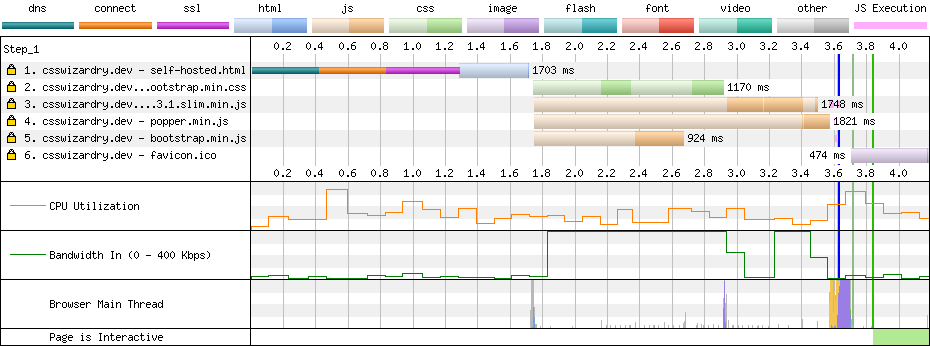 dns connect ssl html js css image flash font video other JS Execution
Step_1 0.2 0.4 0.6 0.8 1.0 1.2 1.4 1.6 1.8 2.0 2.2 2.4 2.6 2.8 3.0 3.2 3.4 3.6 3.8 4.0
1. csswizardry.dev - self-hosted.html 1703 ms
2. csswizardry.dev...ootstrap.min.css 1170 ms
3. csswizardry.dev....3.1.slim.min.js 1748 ms
4. csswizardry.dev - popper.min.js 1821 ms
5. csswizardry.dev - bootstrap.min.js 924 ms
6. csswizardry.dev - favicon.ico 474 ms
0.2 0.4 0.6 0.8 1.0 1.2 1.4 1.6 1.8 2.0 2.2 2.4 2.6 2.8 3.0 3.2 3.4 3.6 3.8 4.0
CPU Utilization
Bandwidth In (0 - 400 Kbps)
Browser Main Thread
Page is Interactive